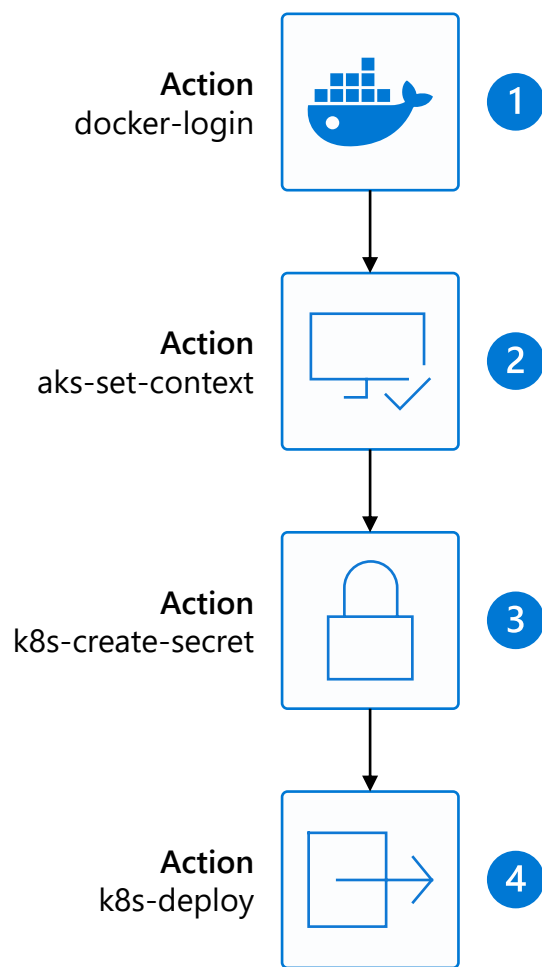 Action
docker-login
1
Action
aks-set-context
2
Action
k8s-create-secret
3
Action
k8s-deploy
4